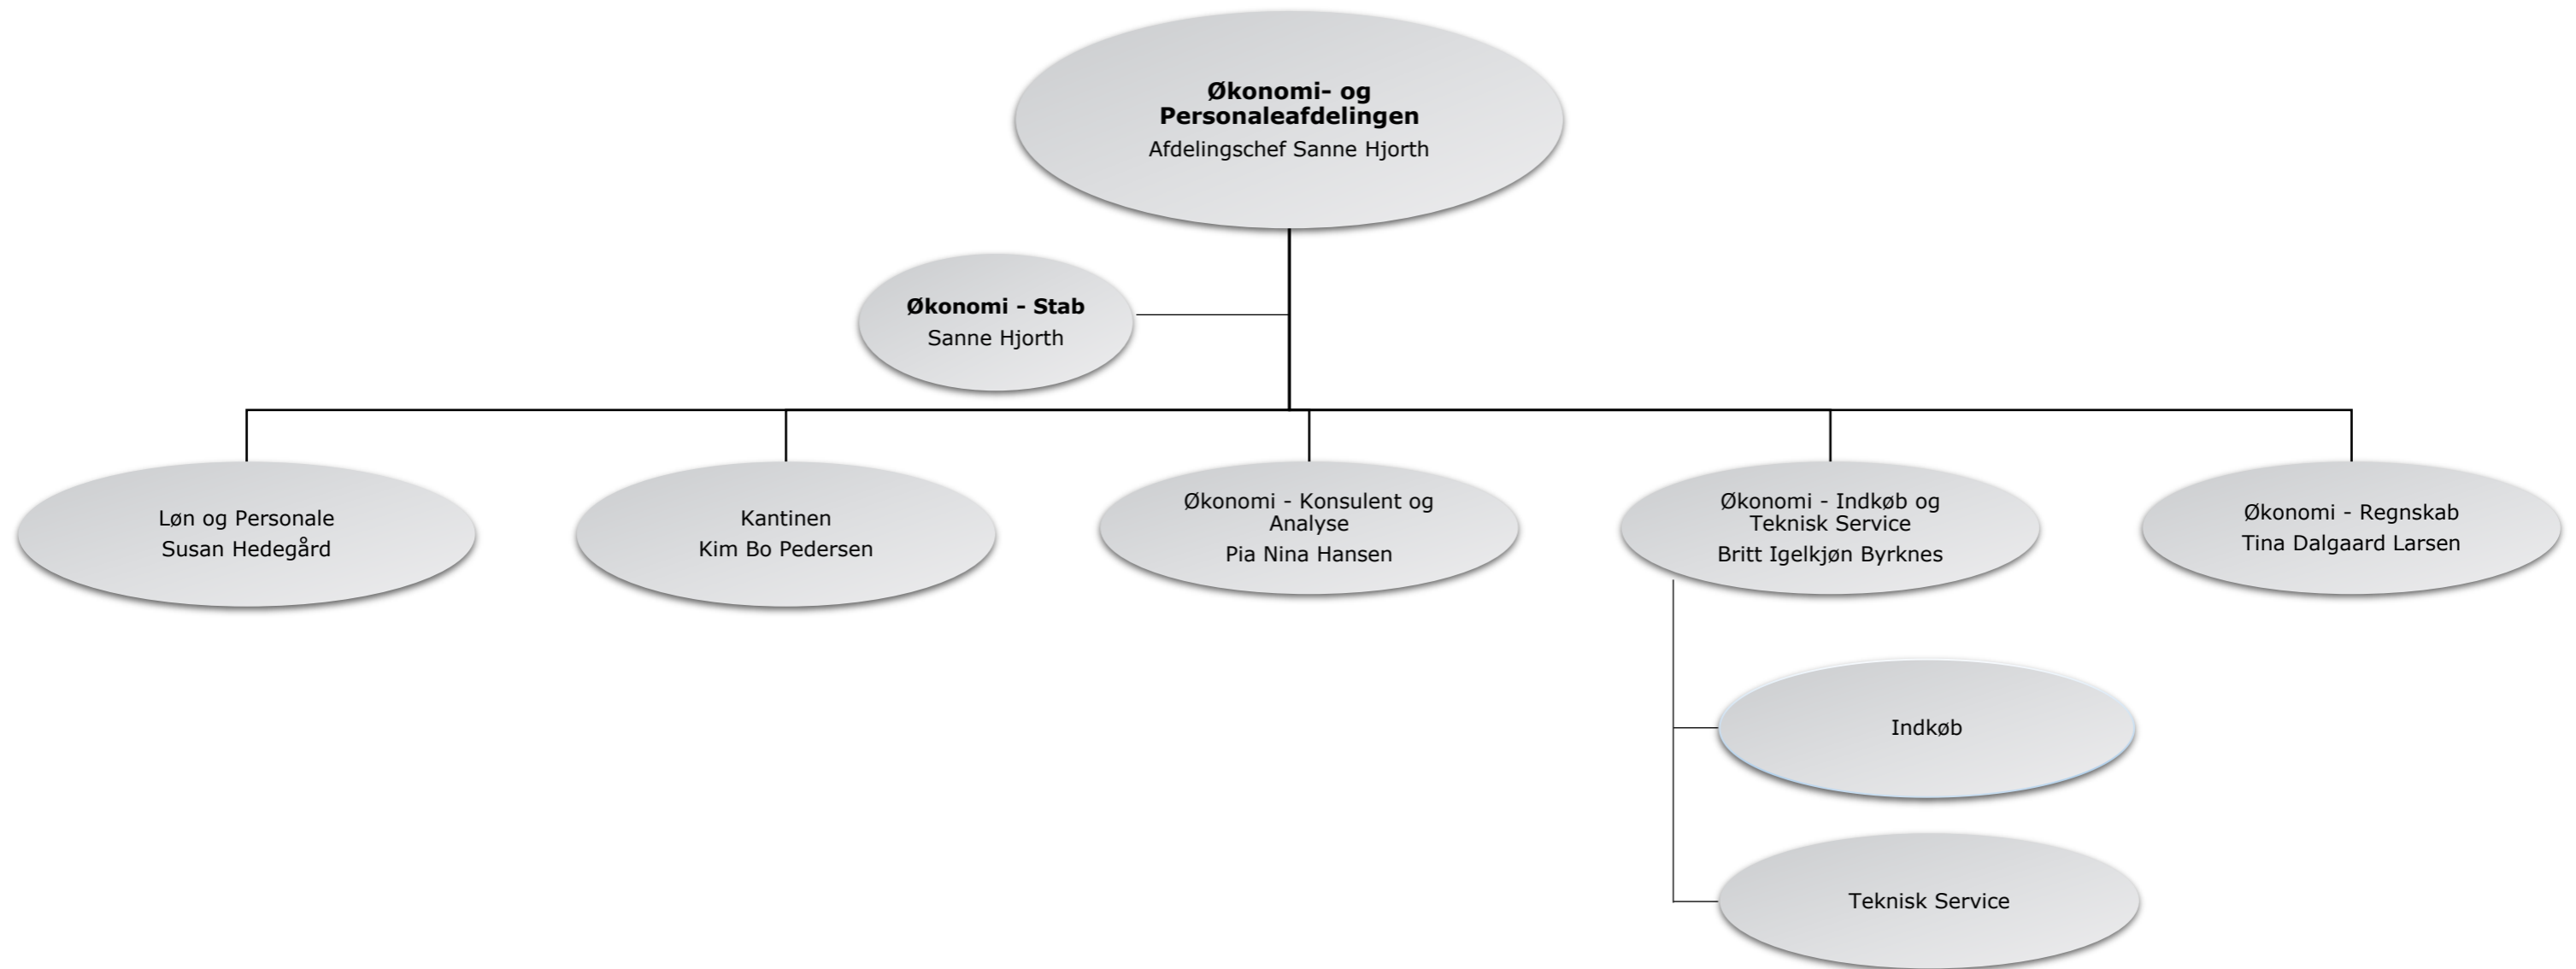 Økonomi- og
Personaleafdelingen
Afdelingschef Sanne Hjorth
Økonomi - Stab
Sanne Hjorth
Løn og Personale
Susan Hedegård
Kantinen
Kim Bo Pedersen
Økonomi - Konsulent og
Analyse
Pia Nina Hansen
Økonomi - Indkøb og
Teknisk Service
Britt Igelkjøn Byrknes
Økonomi - Regnskab
Tina Dalgaard Larsen
Indkøb
Teknisk Service